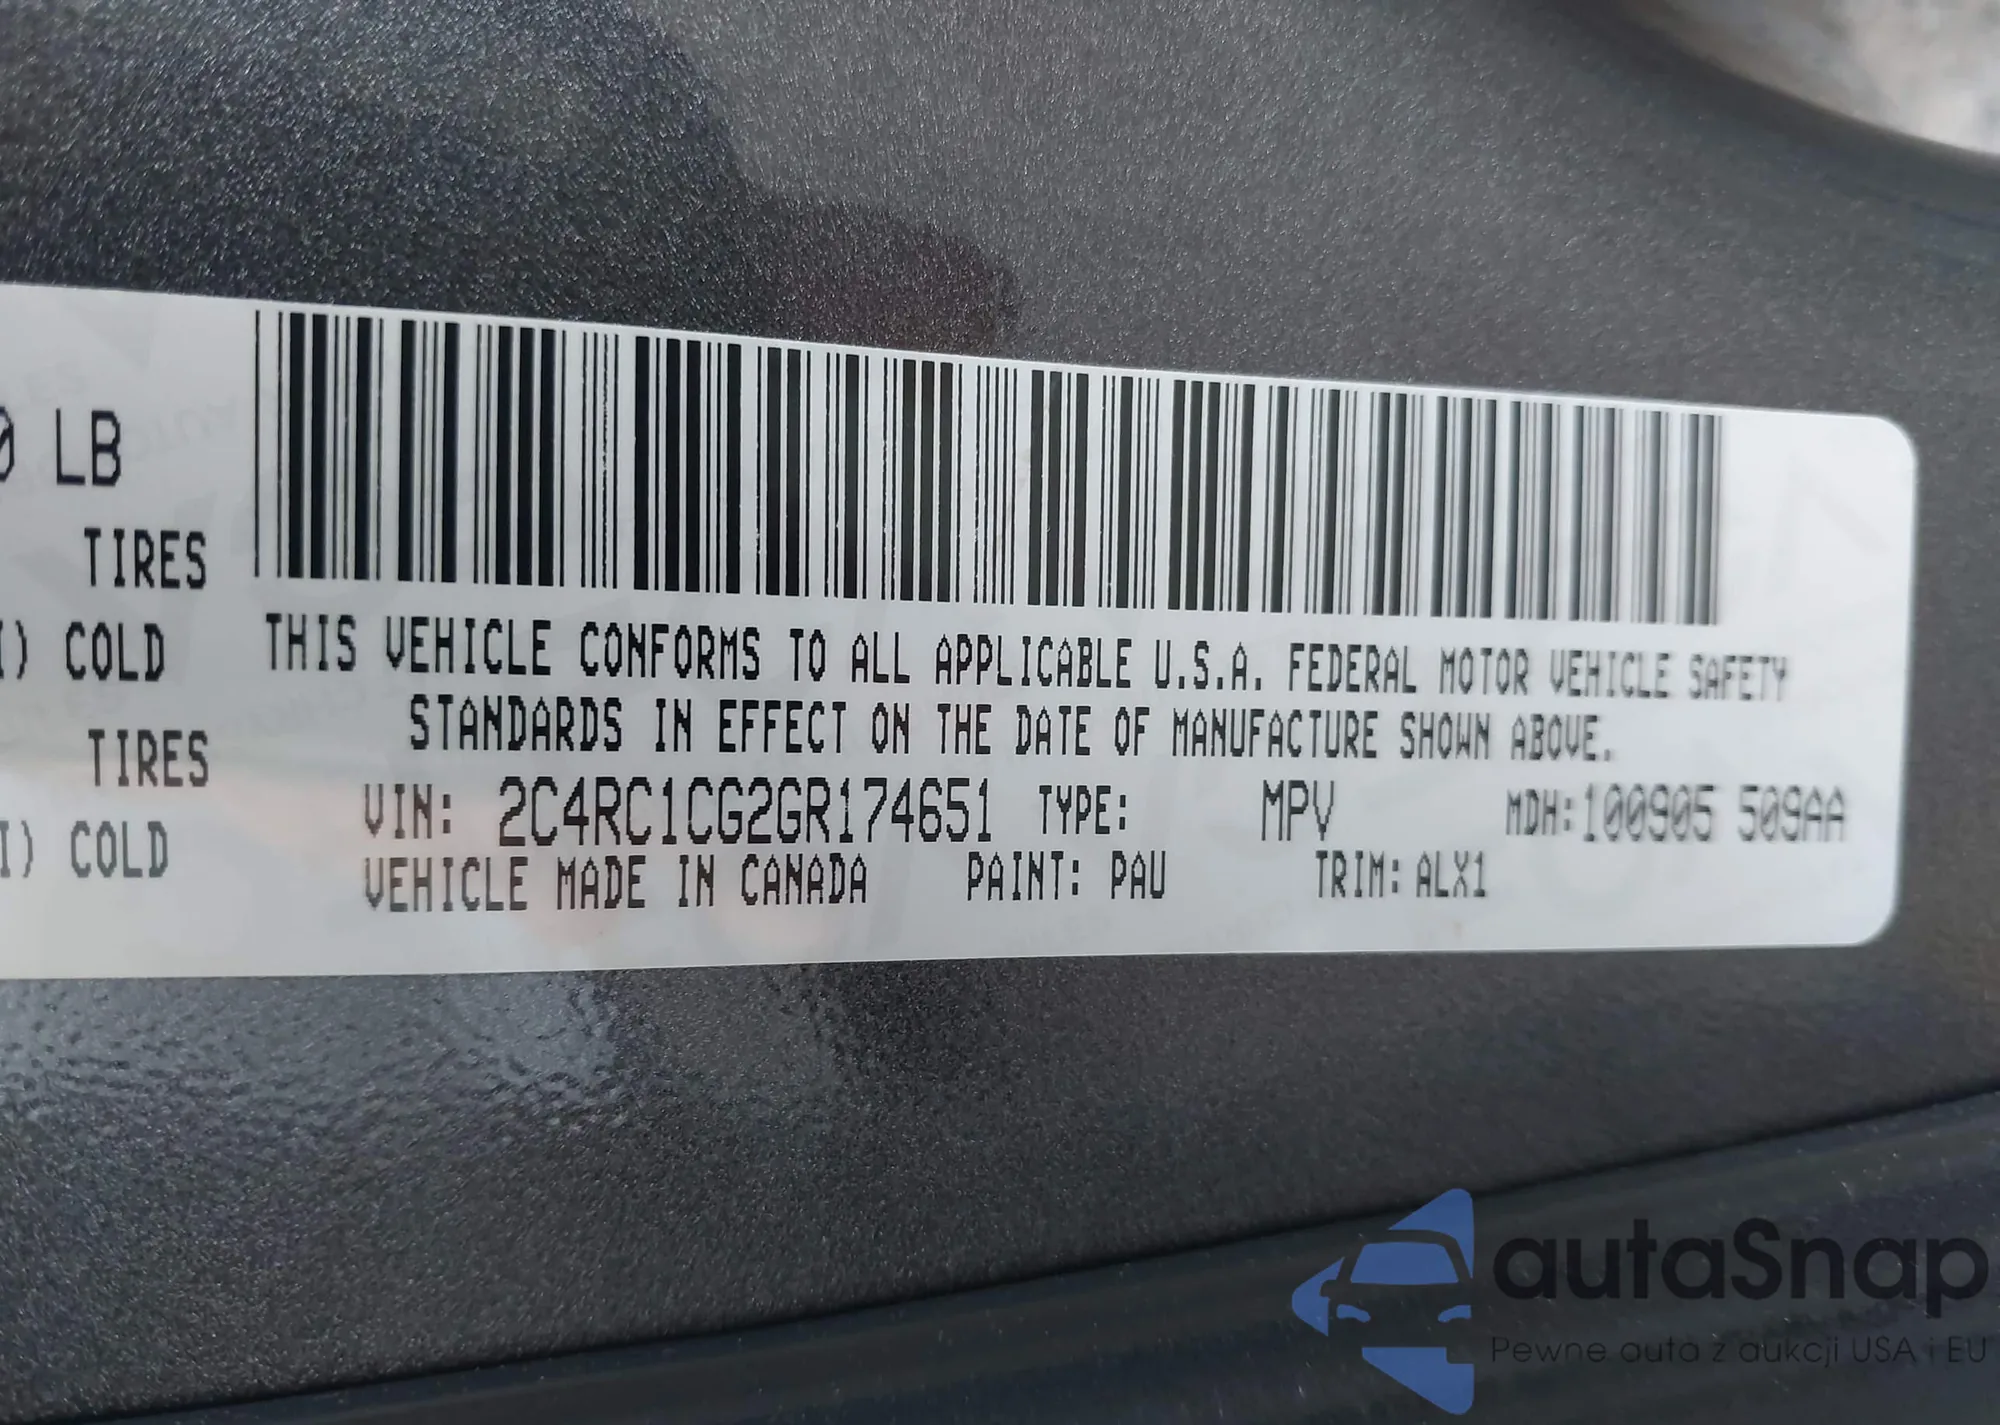 0 LB
TIRES
I) COLD
TIRES
I) COLD
THIS VEHICLE CONFORMS TO ALL APPLICABLE U.S.A. FEDERAL MOTOR VEHICLE SAFETY
STANDARDS IN EFFECT ON THE DATE OF MANUFACTURE SHOWN ABOVE.
VIN: 2C4RC1CG2GR174651 TYPE: MPV MDH:100905 509AA
VEHICLE MADE IN CANADA PAINT: PAU TRIM: ALX1
autaSnap
Pewne auta z aukcji USA i EU